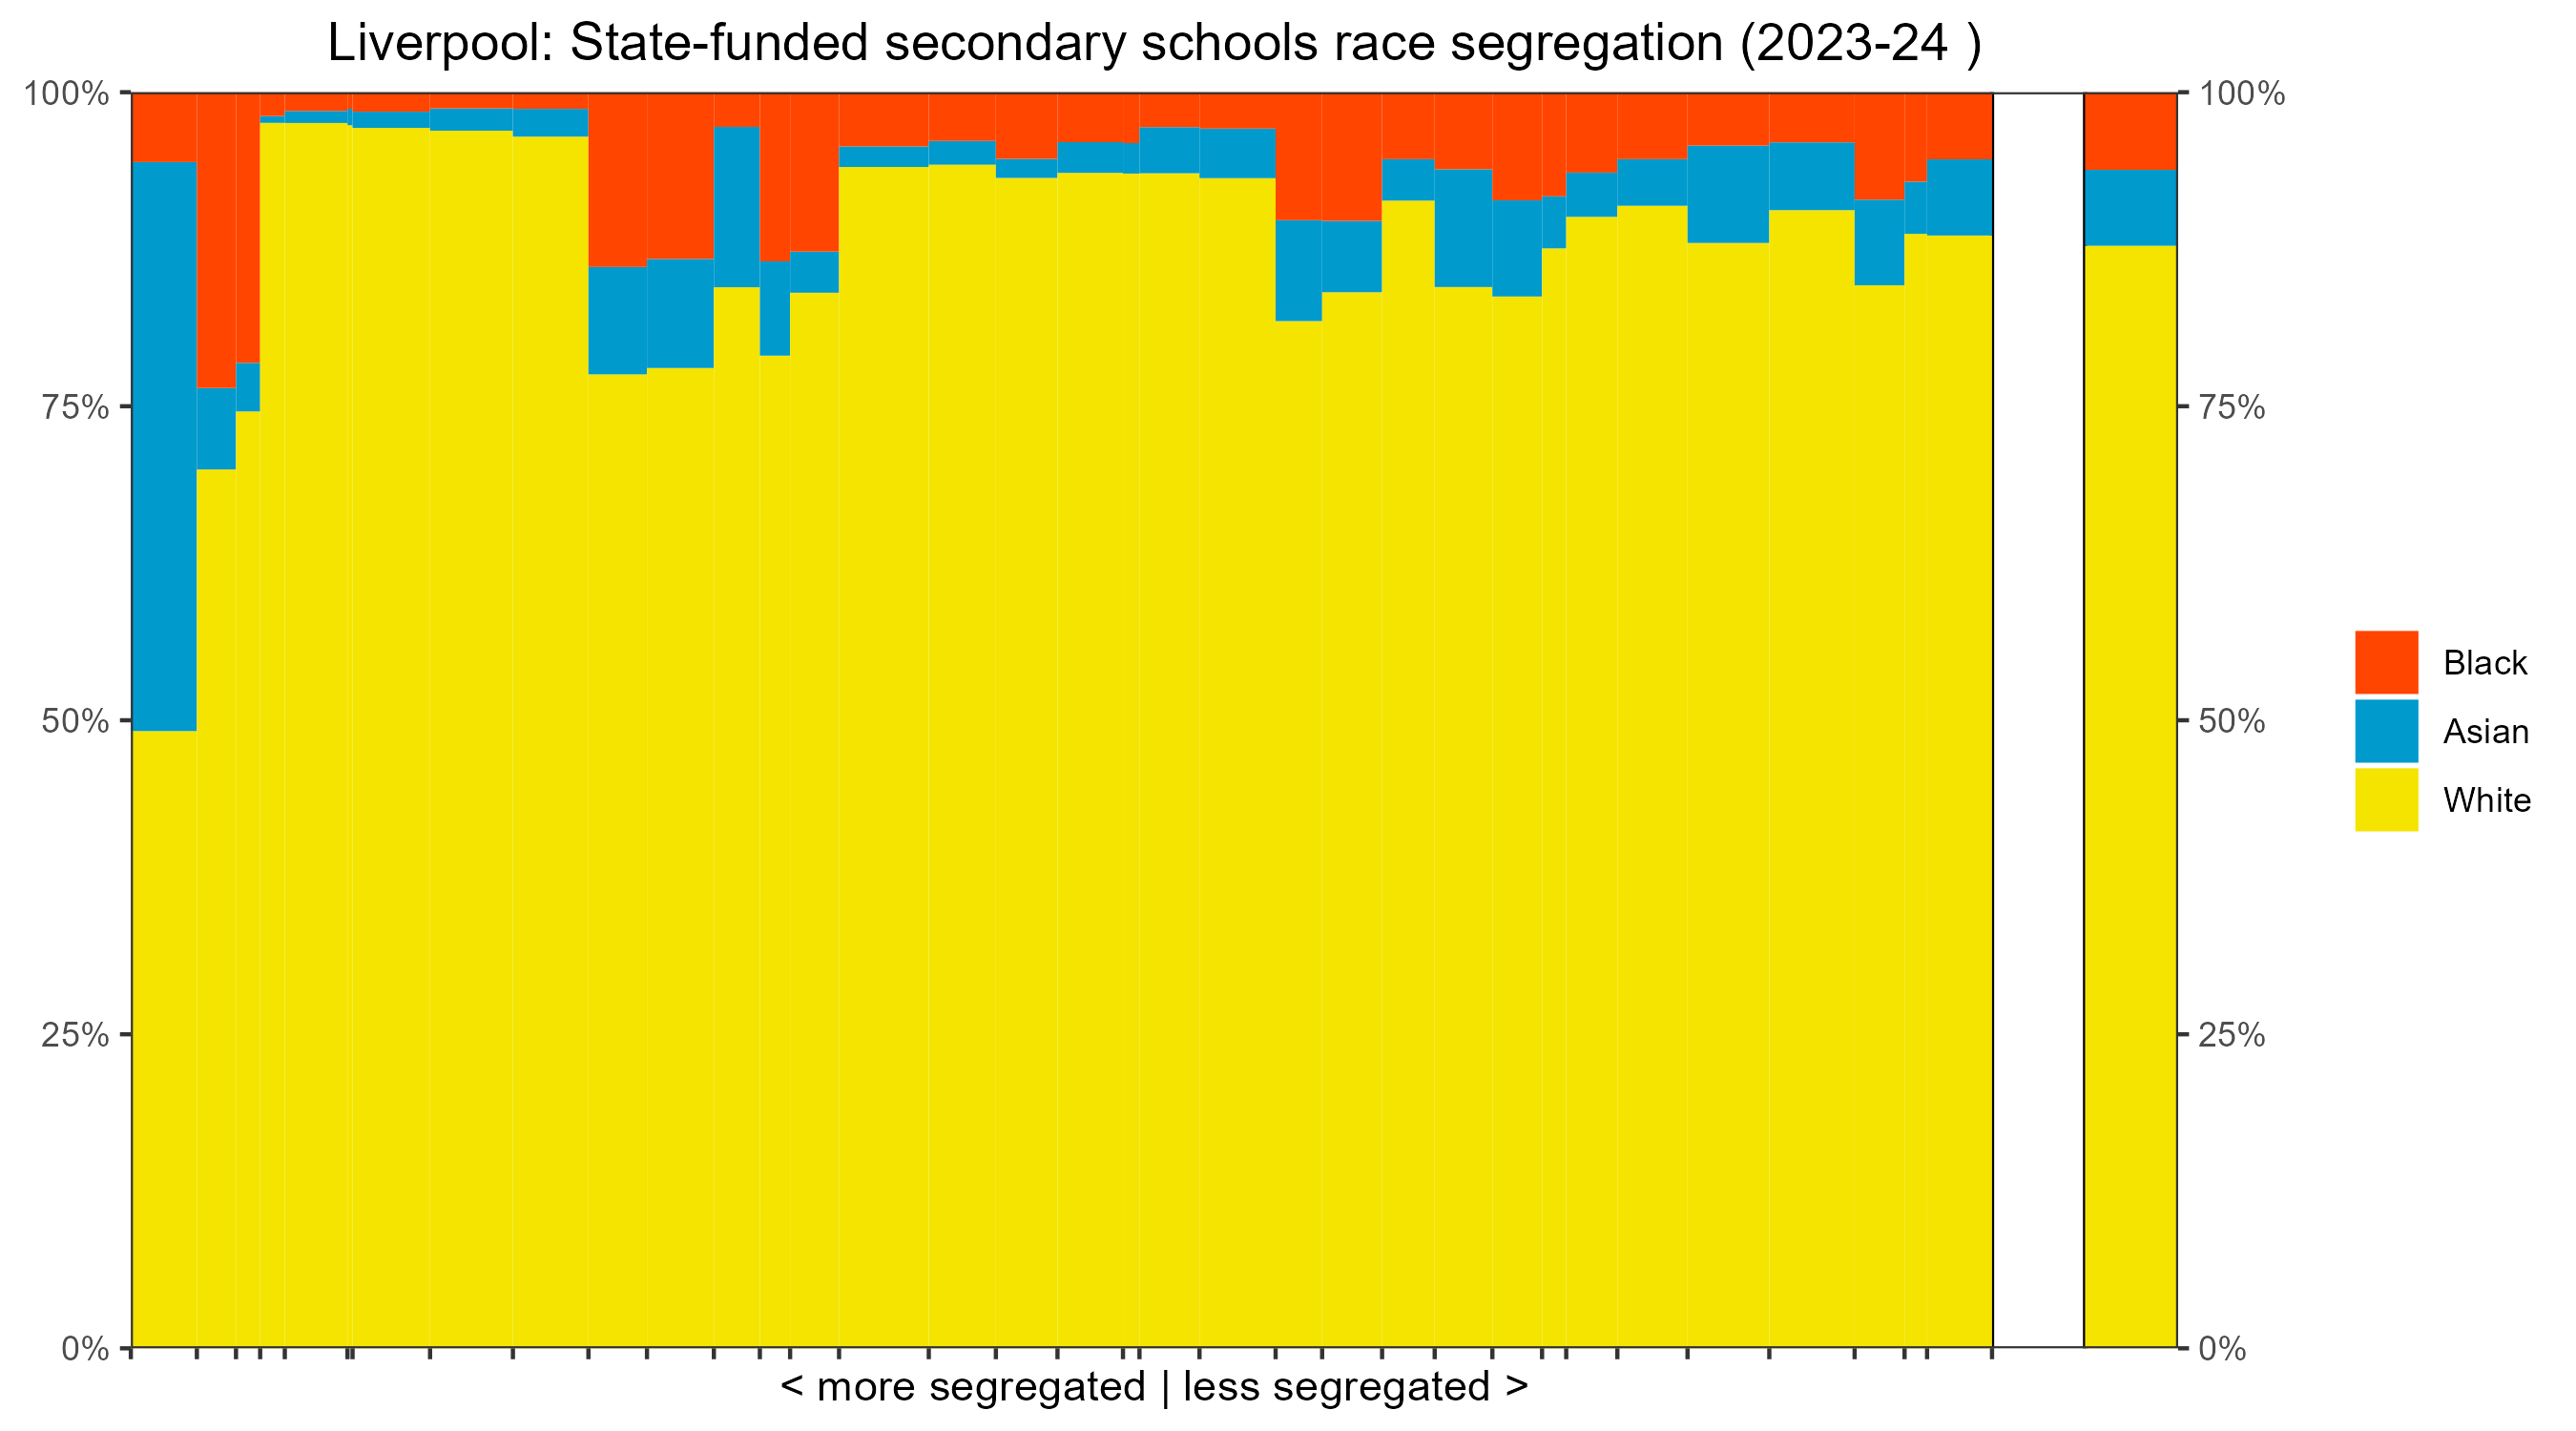 Liverpool: State-funded secondary schools race segregation (2023-24 )
100%
75%
50%
25%
0%
100%
75%
50%
25%
0%
Black
Asian
White
< more segregated | less segregated >